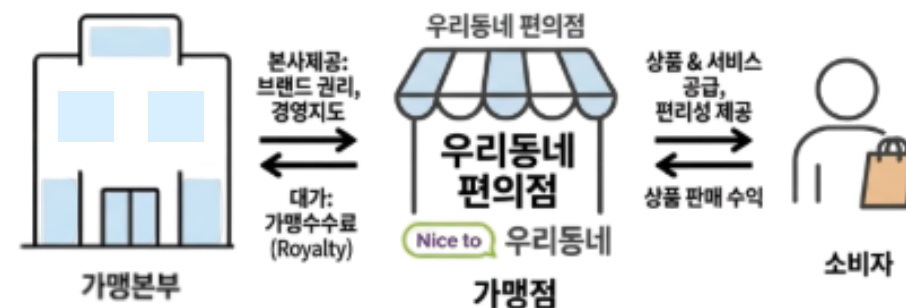 우리동네 편의점
본사제공:
브랜드 권리,
경영지도
대가:
가맹수수료
(Royalty)
가맹본부
우리동네
편의점
Nice to 우리동네
가맹점
상품 & 서비스
공급,
편리성 제공
상품 판매 수익
소비자